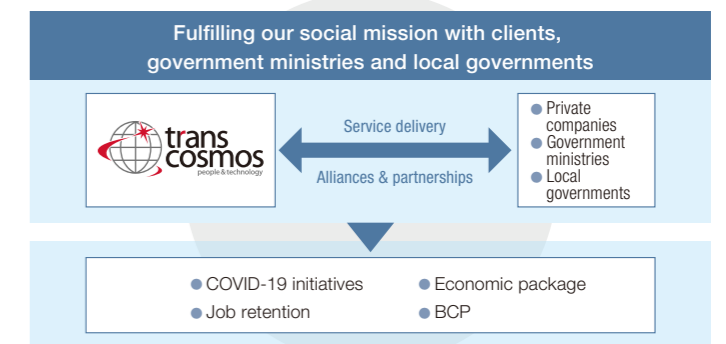 Fulfilling our social mission with clients,
government ministries and local governments
trans
cosmos
people & technology
Service delivery
Alliances & partnerships
● Private
companies
● Government
ministries
● Local
governments
● COVID-19 initiatives
● Economic package
● Job retention
● BCP